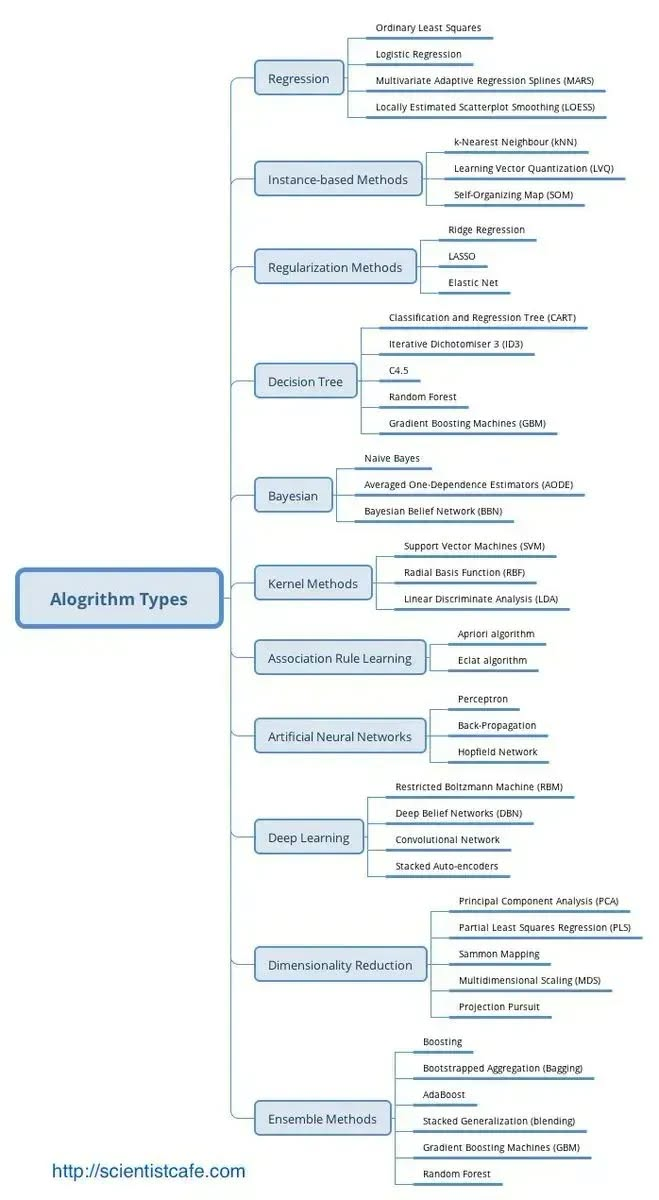 Alogrithm Types
Regression
Ordinary Least Squares
Logistic Regression
Multivariate Adaptive Regression Splines (MARS)
Locally Estimated Scatterplot Smoothing (LOESS)
Instance-based Methods
k-Nearest Neighbour (kNN)
Learning Vector Quantization (LVQ)
Self-Organizing Map (SOM)
Regularization Methods
Ridge Regression
LASSO
Elastic Net
Decision Tree
Classification and Regression Tree (CART)
Iterative Dichotomiser 3 (ID3)
C4.5
Random Forest
Gradient Boosting Machines (GBM)
Bayesian
Naive Bayes
Averaged One-Dependence Estimators (AODE)
Bayesian Belief Network (BBN)
Kernel Methods
Support Vector Machines (SVM)
Radial Basis Function (RBF)
Linear Discriminate Analysis (LDA)
Association Rule Learning
Apriori algorithm
Eclat algorithm
Artificial Neural Networks
Perceptron
Back-Propagation
Hopfield Network
Deep Learning
Restricted Boltzmann Machine (RBM)
Deep Belief Networks (DBN)
Convolutional Network
Stacked Auto-encoders
Dimensionality Reduction
Principal Component Analysis (PCA)
Partial Least Squares Regression (PLS)
Sammon Mapping
Multidimensional Scaling (MDS)
Projection Pursuit
Ensemble Methods
Boosting
Bootstrapped Aggregation (Bagging)
AdaBoost
Stacked Generalization (blending)
Gradient Boosting Machines (GBM)
Random Forest
http://scientistcafe.com